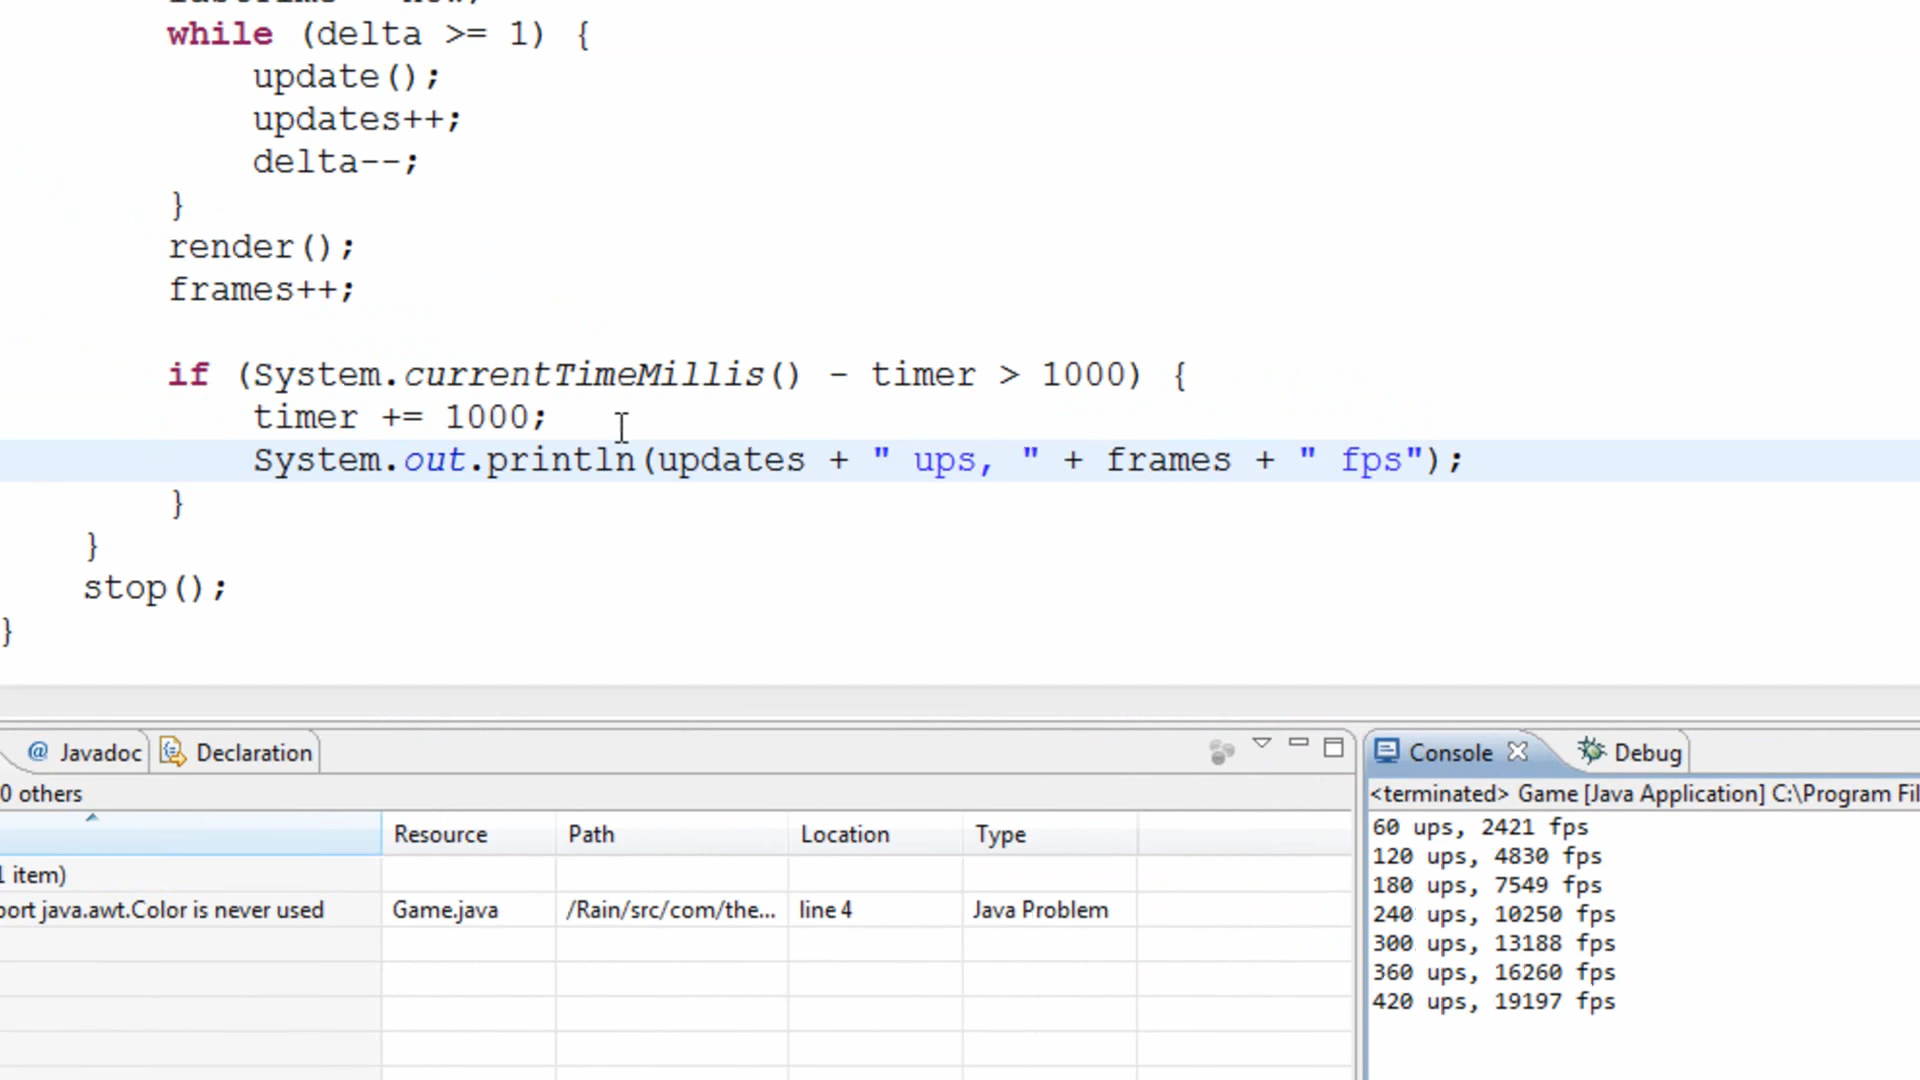 while (delta >= 1) {
update();
updates++;
delta--;
}
render();
frames++;
if (System.currentTimeMillis() - timer > 1000) {
timer += 1000;
System.out.println(updates + " ups, " + frames + " fps");
}
}
stop();
}
@ Javadoc Declaration
0 others
Resource Path Location Type
1 item)
port java.awt.Color is never used Game.java /Rain/src/com/the... line 4 Java Problem
Console Debug
<terminated> Game [Java Application] C:\Program Fil
60 ups, 2421 fps
120 ups, 4830 fps
180 ups, 7549 fps
240 ups, 10250 fps
300 ups, 13188 fps
360 ups, 16260 fps
420 ups, 19197 fps